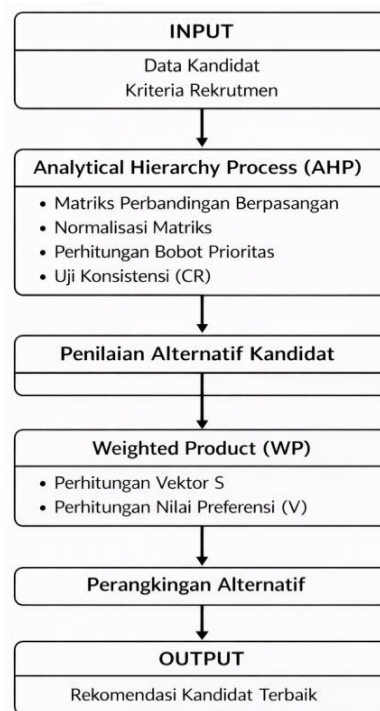 INPUT
Data Kandidat
Kriteria Rekrutmen
Analytical Hierarchy Process (AHP)
• Matriks Perbandingan Berpasangan
• Normalisasi Matriks
• Perhitungan Bobot Prioritas
• Uji Konsistensi (CR)
Penilaian Alternatif Kandidat
Weighted Product (WP)
• Perhitungan Vektor S
• Perhitungan Nilai Preferensi (V)
Perangkingan Alternatif
OUTPUT
Rekomendasi Kandidat Terbaik